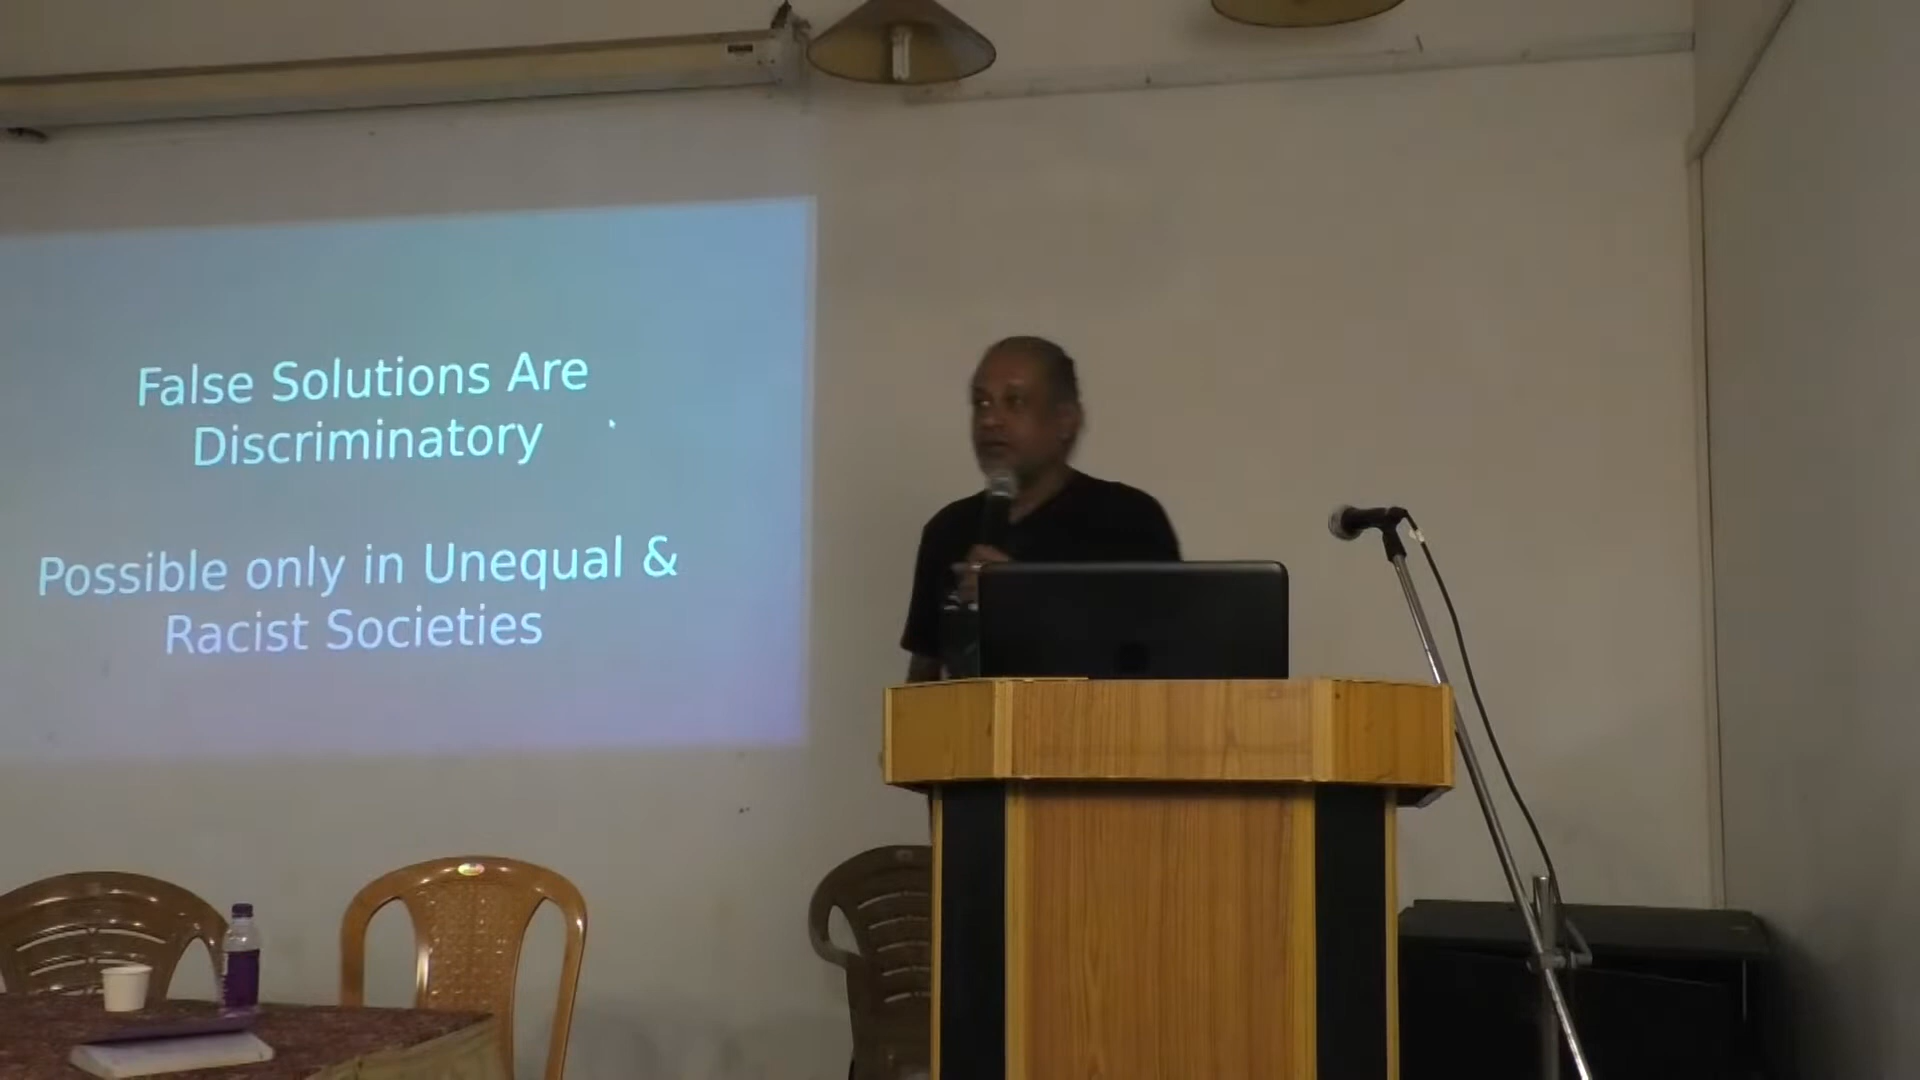 False Solutions Are
Discriminatory
Possible only in Unequal &
Racist Societies